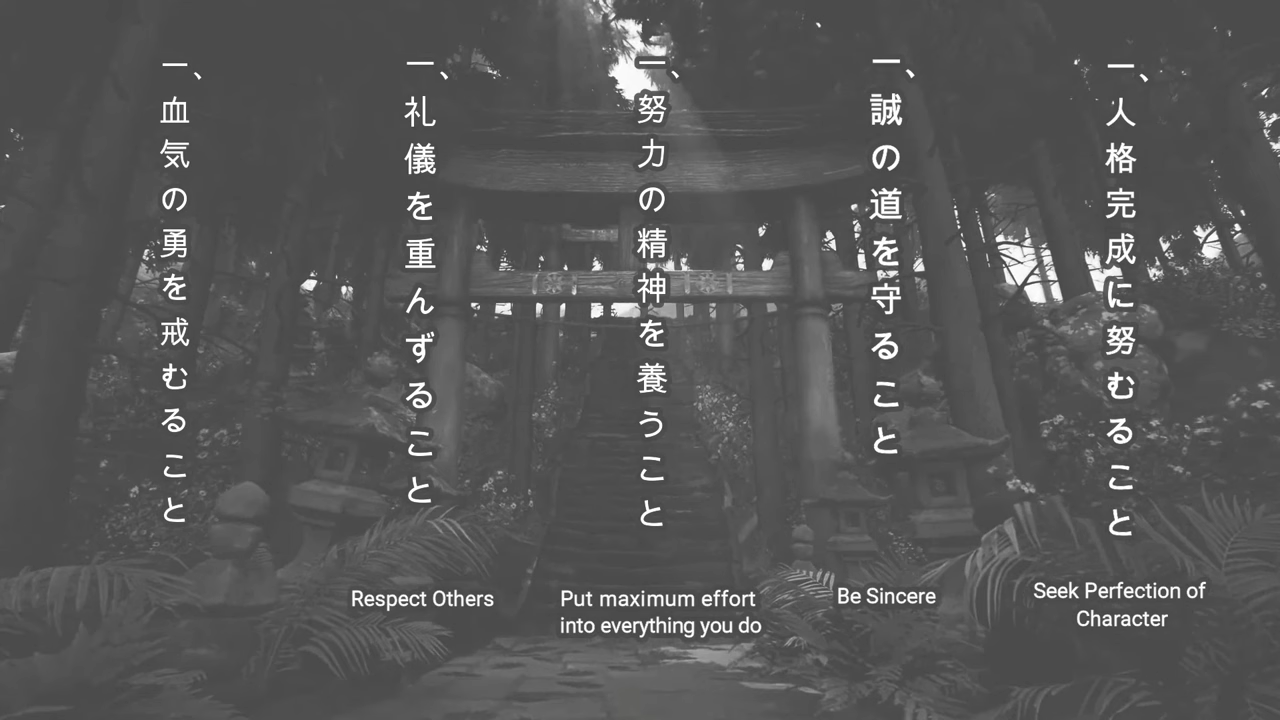 一、人格完成に努むること
一、誠の道を守ること
一、努力の精神を養うこと
一、礼儀を重んずること
一、血気の勇を戒むること
Respect Others
Put maximum effort
into everything you do
Be Sincere
Seek Perfection of
Character